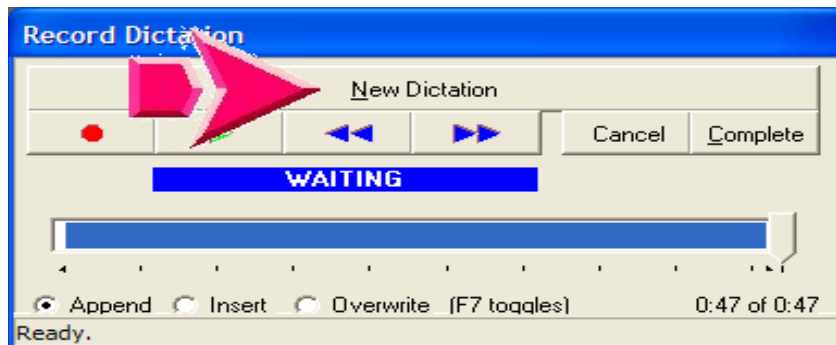 Record Dictation
New Dictation
Cancel Complete
WAITING
Append Insert Overwrite (F7 toggles) 0:47 of 0:47
Ready.